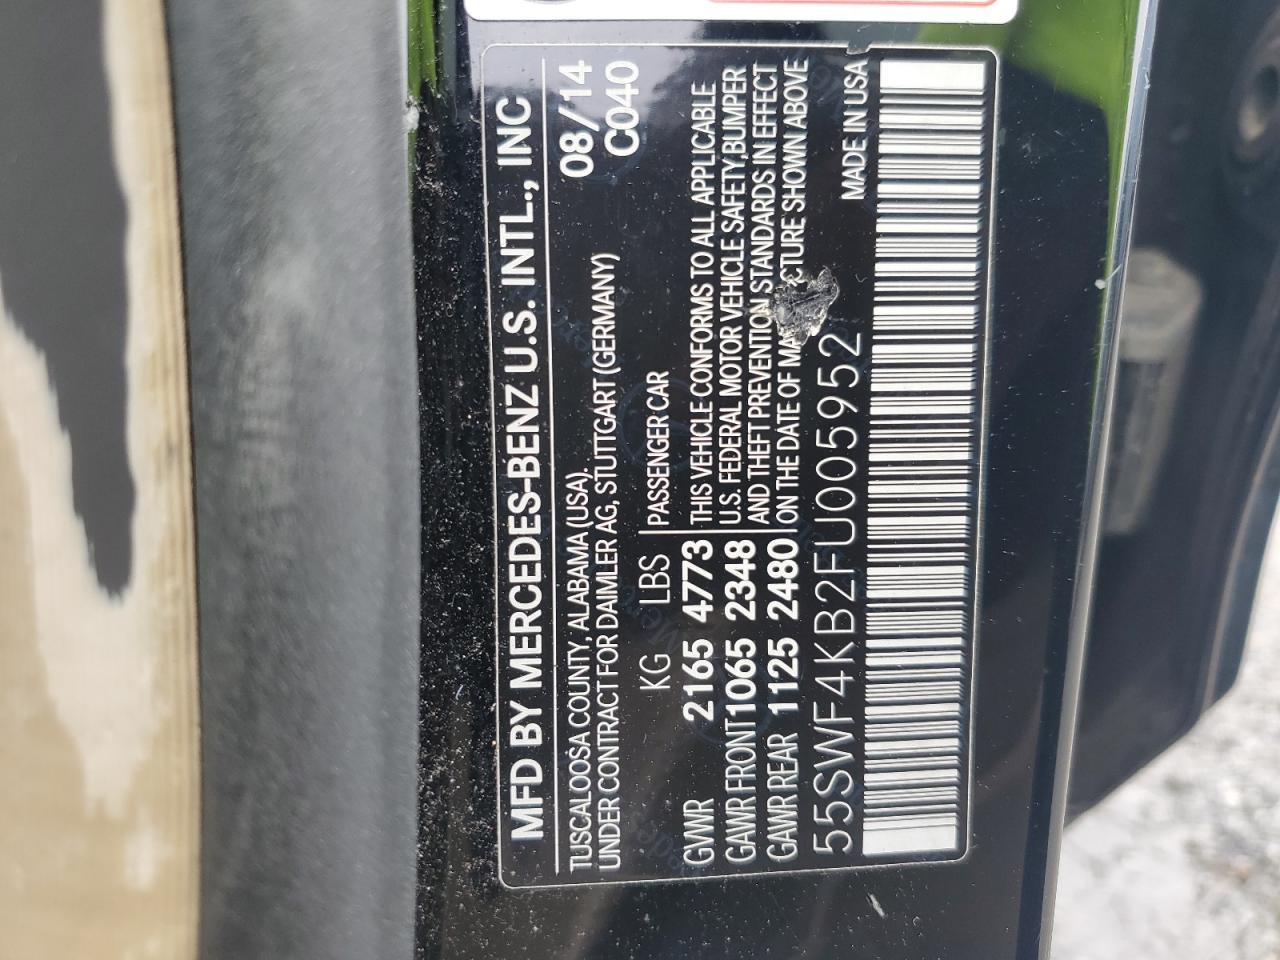 MFD BY MERCEDES-BENZ U.S. INTL., INC
TUSCALOOSA COUNTY, ALABAMA (USA). 08/14
UNDER CONTRACT FOR DAIMLER AG, STUTTGART (GERMANY) C040
KG LBS PASSENGER CAR
GVWR 2165 4773 THIS VEHICLE CONFORMS TO ALL APPLICABLE
GAWR FRONT 1065 2348 U.S. FEDERAL MOTOR VEHICLE SAFETY, BUMPER
AND THEFT PREVENTION STANDARDS IN EFFECT
GAWR REAR 1125 2480 ON THE DATE OF MA CTURE SHOWN ABOVE
55SWF4KB2FU005952 MADE IN USA